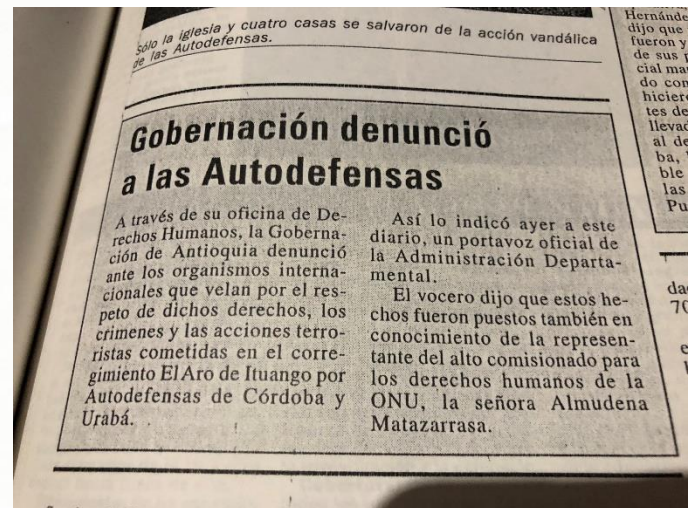 Sólo la iglesia y cuatro casas se salvaron de la acción vandálica
de las Autodefensas.
Gobernación denunció
a las Autodefensas
A través de su oficina de De-
rechos Humanos, la Goberna-
ción de Antioquia denunció
ante los organismos interna-
cionales que velan por el res-
peto de dichos derechos, los
crímenes y las acciones terro-
ristas cometidas en el corre-
gimiento El Aro de Ituango por
Autodefensas de Córdoba y
Urabá.
Así lo indicó ayer a este
diario, un portavoz oficial de
la Administración Departa-
mental.
El vocero dijo que estos he-
chos fueron puestos también en
conocimiento de la represen-
tante del alto comisionado para
los derechos humanos de la
ONU, la señora Almudena
Matazarrasa.
Hernánde
dijo que
fueron y
de sus p
cial ma
do con
hiciero
tes de
llevad
al de
ba,
ble
las
Pu
da
70
e